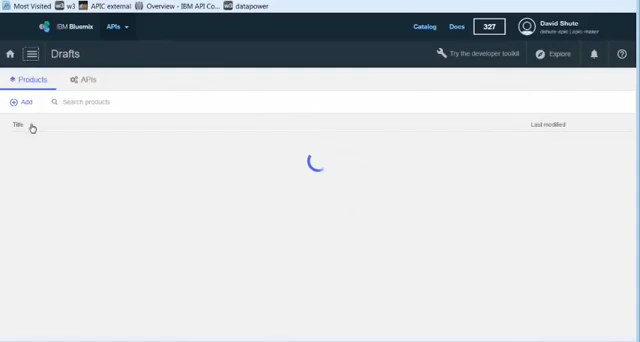 Most Visited w3 APIC external Overview - IBM API Co... datapower
IBM Bluemix APIs Catalog Docs 327 David Shute
Drafts Try the developer toolkit Explore
Products APIs
Add Search products
Title Last modified